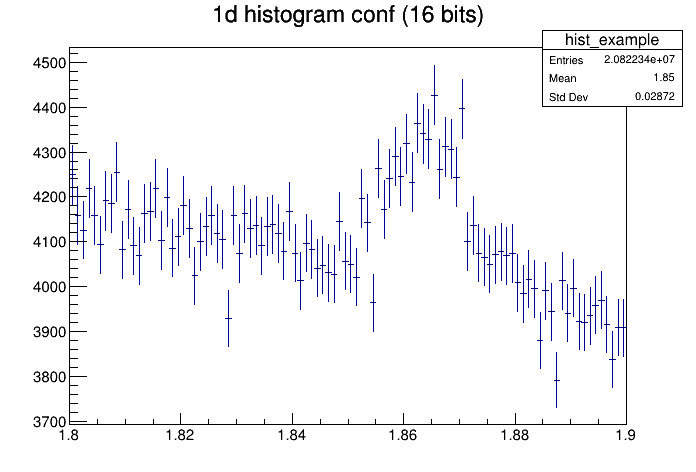 1d histogram conf (16 bits)
hist_example
Entries 2.082234e+07
Mean 1.85
Std Dev 0.02872
4500
4400
4300
4200
4100
4000
3900
3800
3700
1.8 1.82 1.84 1.86 1.88 1.9